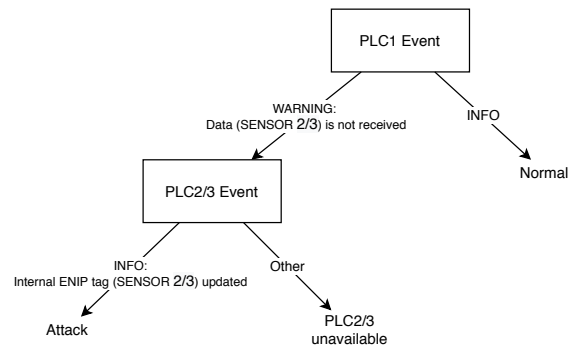 PLC1 Event
WARNING:
Data (SENSOR 2/3) is not received
INFO
Normal
PLC2/3 Event
INFO:
Internal ENIP tag (SENSOR 2/3) updated
Other
Attack
PLC2/3
unavailable